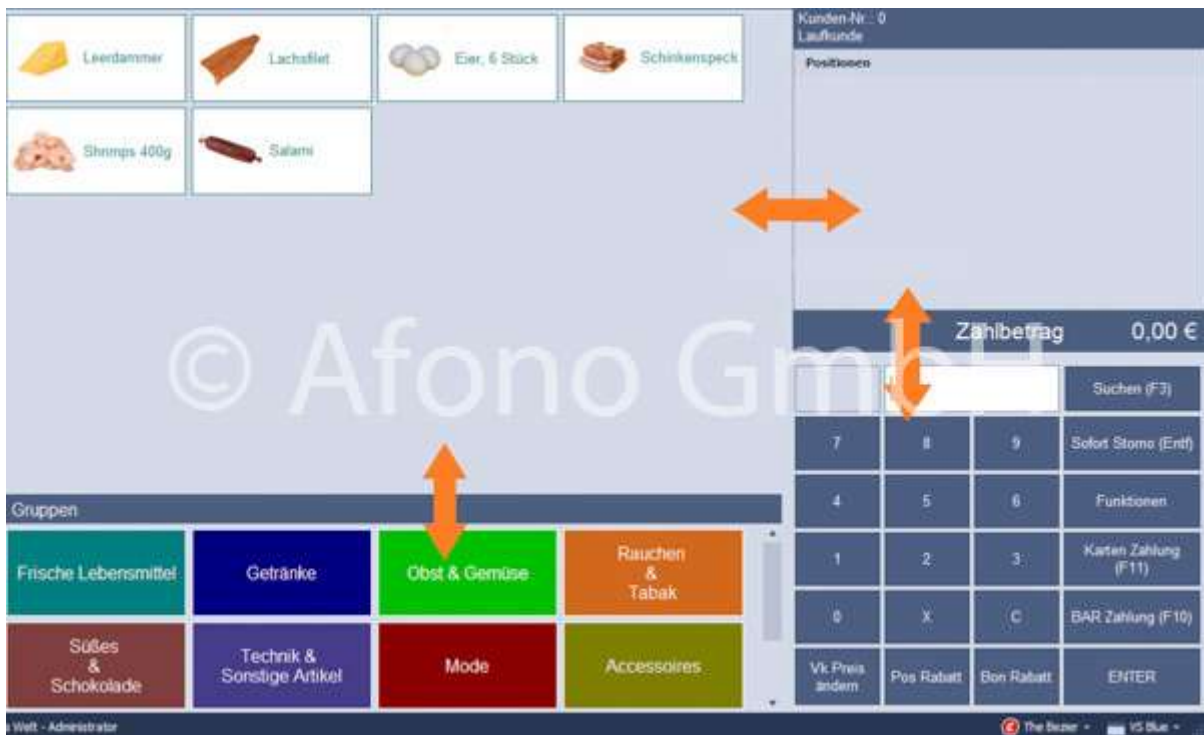 Leerdammer
Lachsfilet
Eier, 6 Stück
Schinkenspeck
Shrimps 400g
Salami
Kunden-Nr.: 0
Laufkunde
Positionen
Zahlbetrag 0,00 €
© Afono GmbH
Suchen (F3)
7 8 9 Sofort Storno (Entf)
4 5 6 Funktionen
1 2 3 Karten Zahlung
(F11)
0 X C BAR Zahlung (F10)
Vk Preis
ändern
Pos Rabatt
Bon Rabatt
ENTER
Gruppen
Frische Lebensmittel
Getränke
Obst & Gemüse
Rauchen
&
Tabak
Süßes
&
Schokolade
Technik &
Sonstige Artikel
Mode
Accessoires
Welt - Administrator
The Bezier
VS Blue